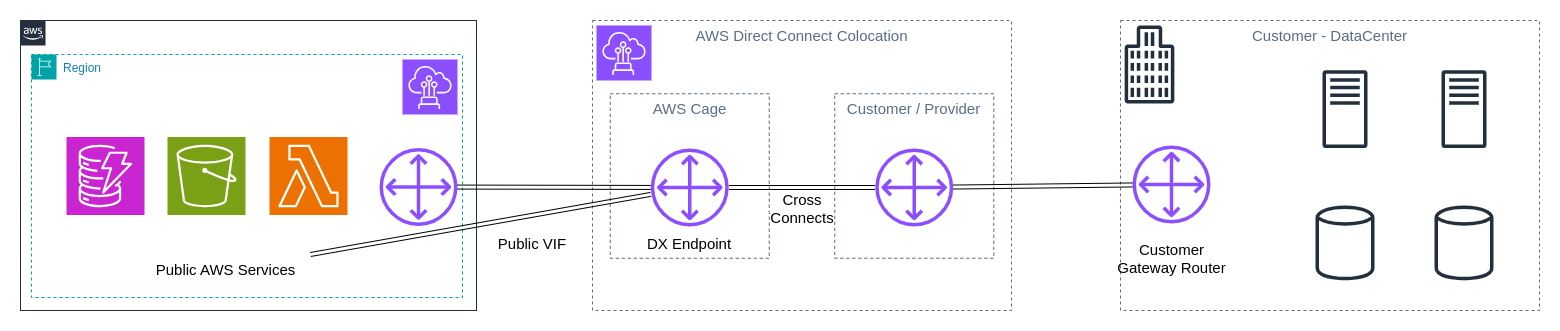 aws
Region
Public AWS Services
Public VIF
AWS Direct Connect Colocation
AWS Cage
DX Endpoint
Cross
Connects
Customer / Provider
Customer - DataCenter
Customer
Gateway Router